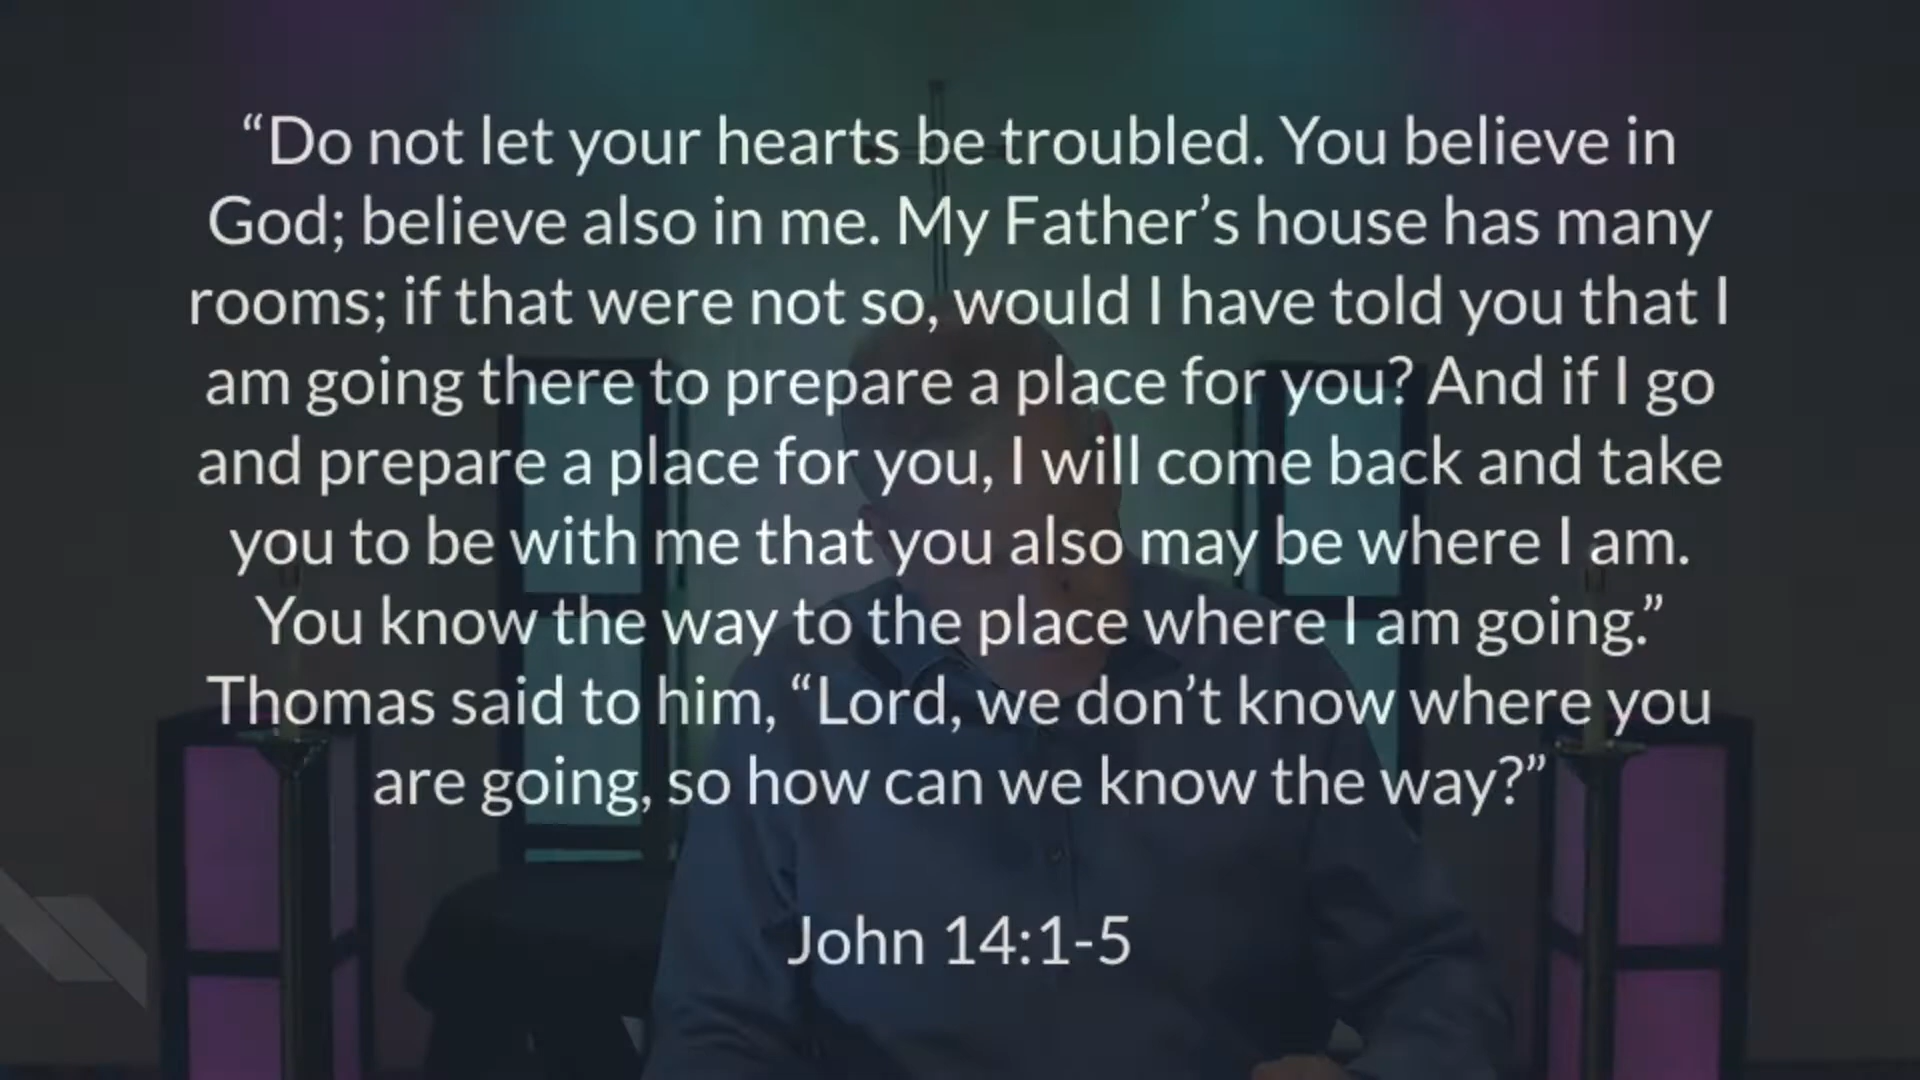 “Do not let your hearts be troubled. You believe in
God; believe also in me. My Father’s house has many
rooms; if that were not so, would I have told you that I
am going there to prepare a place for you? And if I go
and prepare a place for you, I will come back and take
you to be with me that you also may be where I am.
You know the way to the place where I am going.”
Thomas said to him, “Lord, we don’t know where you
are going, so how can we know the way?”
John 14:1-5